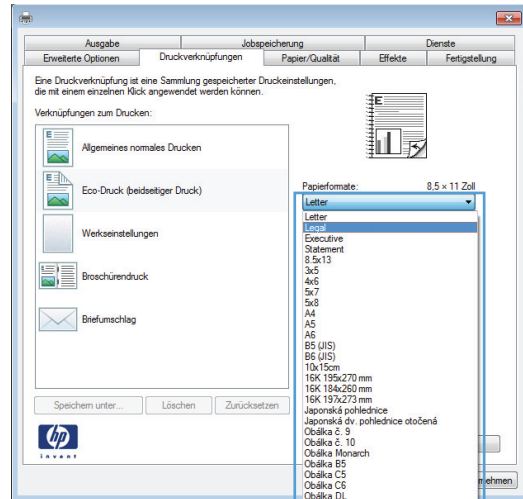 Ausgabe
Jobspeicherung
Dienste
Erweiterte Optionen
Druckverknüpfungen
Papier/Qualität
Effekte
Fertigstellung
Eine Druckverknüpfung ist eine Sammlung gespeicherter Druckeinstellungen,
die mit einem einzelnen Klick angewendet werden können.
Verknüpfungen zum Drucken:
Allgemeines normales Drucken
Eco-Druck (beidseitiger Druck)
Werkseinstellungen
Broschürendruck
Briefumschlag
Speichern unter...
Löschen
Zurücksetzen
hp
invent
E
Papierformate:
8,5 × 11 Zoll
Letter
Letter
Legal
Executive
Statement
8.5x13
3x5
4x6
5x7
5x8
A4
A5
A6
B5 (JIS)
B6 (JIS)
10x15cm
16K 195x270 mm
16K 184x260 mm
16K 197x273 mm
Japonská pohlednice
Japonská dv. pohlednice otočená
Obálka č. 9
Obálka č. 10
Obálka Monarch
Obálka B5
Obálka C5
Obálka C6
Obálka DL
nehmen